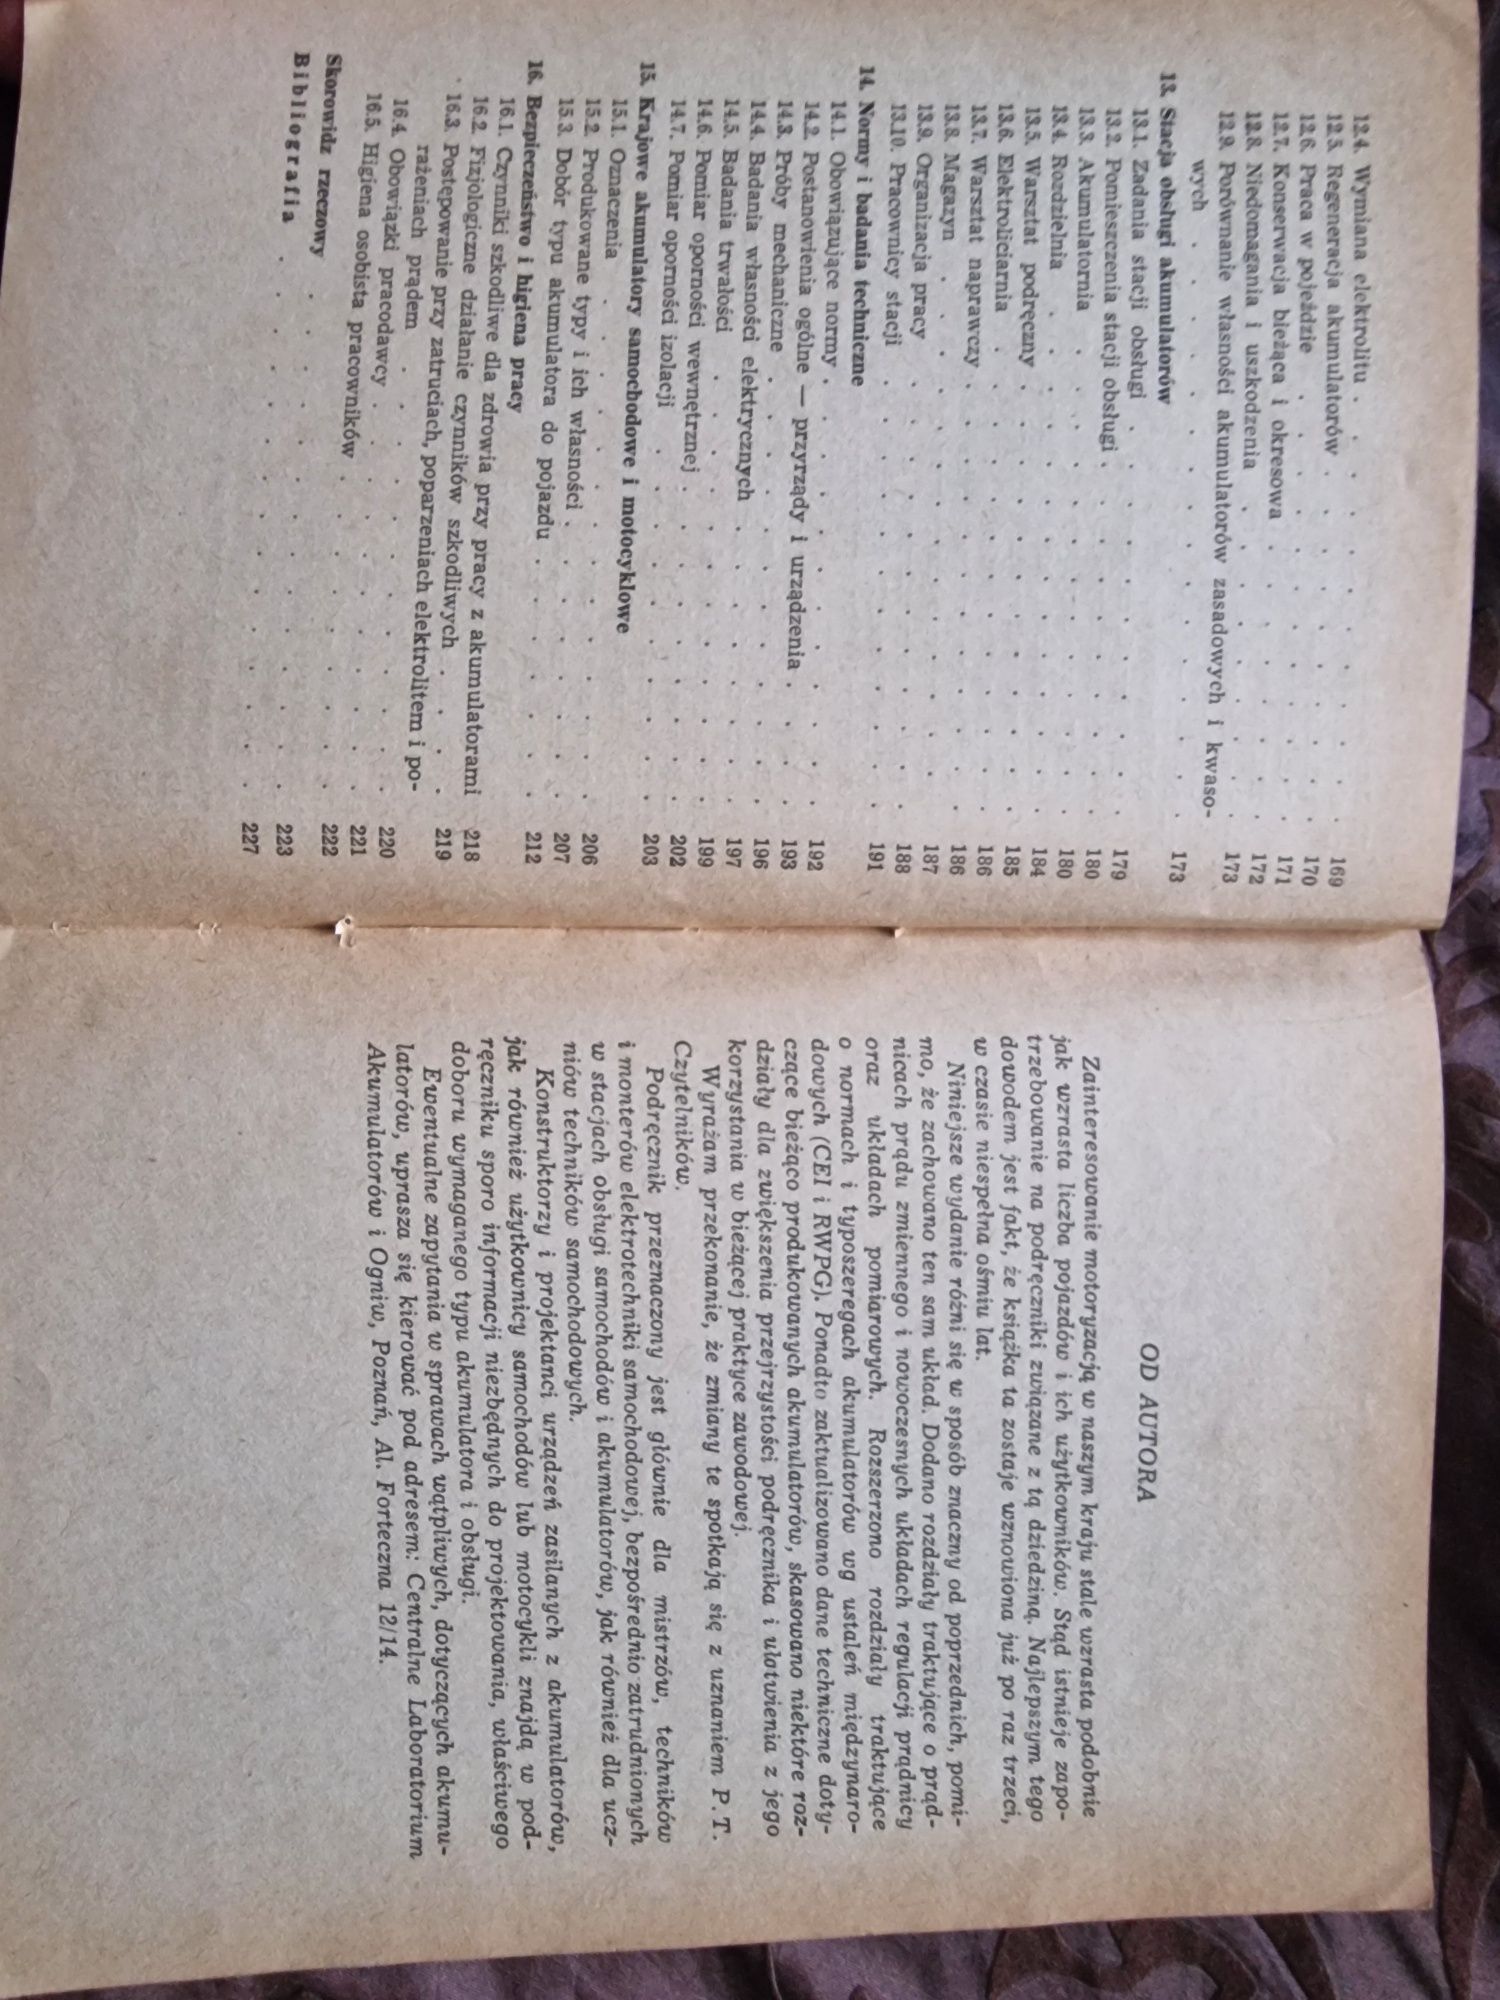 12.4. Wymiana elektrolitu . . . . . . . . . 169
12.5. Regeneracja akumulatorów . . . . . . . . 170
12.6. Praca w pojeździe . . . . . . . . . 171
12.7. Konserwacja bieżąca i okresowa . . . . . . . 172
12.8. Niedomagania i uszkodzenia . . . . . . . 173
12.9. Porównanie własności akumulatorów zasadowych i kwaso-
wych . . . . . . . . . . . 173
13. Stacja obsługi akumulatorów
13.1. Zadania stacji obsługi . . . . . . . . 179
13.2. Pomieszczenia stacji obsługi . . . . . . . 180
13.3. Akumulatornia . . . . . . . . . 180
13.4. Rozdzielnia . . . . . . . . . . 184
13.5. Warsztat podręczny . . . . . . . . . 185
13.6. Elektroliciarnia . . . . . . . . . 186
13.7. Warsztat naprawczy . . . . . . . . . 186
13.8. Magazyn . . . . . . . . . . 187
13.9. Organizacja pracy . . . . . . . . . 188
13.10. Pracownicy stacji . . . . . . . . . 191
14. Normy i badania techniczne
14.1. Obowiązujące normy . . . . . . . . . 192
14.2. Postanowienia ogólne — przyrządy i urządzenia . . . 193
14.3. Próby mechaniczne . . . . . . . . . 196
14.4. Badania własności elektrycznych . . . . . . 197
14.5. Badania trwałości . . . . . . . . . 199
14.6. Pomiar oporności wewnętrznej . . . . . . . 202
14.7. Pomiar oporności izolacji . . . . . . . . 203
15. Krajowe akumulatory samochodowe i motocyklowe
15.1. Oznaczenia . . . . . . . . . . 206
15.2. Produkowane typy i ich własności . . . . . . 207
15.3. Dobór typu akumulatora do pojazdu . . . . . . 212
16. Bezpieczeństwo i higiena pracy
16.1. Czynniki szkodliwe dla zdrowia przy pracy z akumulatorami 218
16.2. Fizjologiczne działanie czynników szkodliwych . . . . 219
16.3. Postępowanie przy zatruciach, poparzeniach elektrolitem i po-
rażeniach prądem . . . . . . . . . 220
16.4. Obowiązki pracodawcy . . . . . . . . 221
16.5. Higiena osobista pracowników . . . . . . . 222
Skorowidz rzeczowy . . . . . . . . . . 223
Bibliografia . . . . . . . . . . . 227
OD AUTORA
Zainteresowanie motoryzacją w naszym kraju stale wzrasta podobnie
jak wzrasta liczba pojazdów i ich użytkowników. Stąd istnieje zapo-
trzebowanie na podręczniki związane z tą dziedziną. Najlepszym tego
dowodem jest fakt, że książka ta zostaje wznowiona już po raz trzeci,
w czasie niespełna ośmiu lat.
Niniejsze wydanie różni się w sposób znaczny od poprzednich, pomi-
mo, że zachowano ten sam układ. Dodano rozdziały traktujące o prąd-
nicach prądu zmiennego i nowoczesnych układach regulacji prądnicy
oraz układach pomiarowych. Rozszerzono rozdziały traktujące
o normach i typoszeregach akumulatorów wg ustaleń międzynaro-
dowych (CEI i RWPG). Ponadto zaktualizowano dane techniczne doty-
czące bieżąco produkowanych akumulatorów, skasowano niektóre roz-
działy dla zwiększenia przejrzystości podręcznika i ułatwienia z jego
korzystania w bieżącej praktyce zawodowej.
Wyrażam przekonanie, że zmiany te spotkają się z uznaniem P.T.
Czytelników.
Podręcznik przeznaczony jest głównie dla mistrzów, techników
i monterów elektrotechniki samochodowej, bezpośrednio zatrudnionych
w stacjach obsługi samochodów i akumulatorów, jak również dla ucz-
niów techników samochodowych.
Konstruktorzy i projektanci urządzeń zasilanych z akumulatorów,
jak również użytkownicy samochodów lub motocykli znajdą w pod-
ręczniku sporo informacji niezbędnych do projektowania, właściwego
doboru wymaganego typu akumulatora i obsługi.
Ewentualne zapytania w sprawach wątpliwych, dotyczących akumu-
latorów, uprasza się kierować pod adresem: Centralne Laboratorium
Akumulatorów i Ogniw, Poznań, Al. Forteczna 12/14.